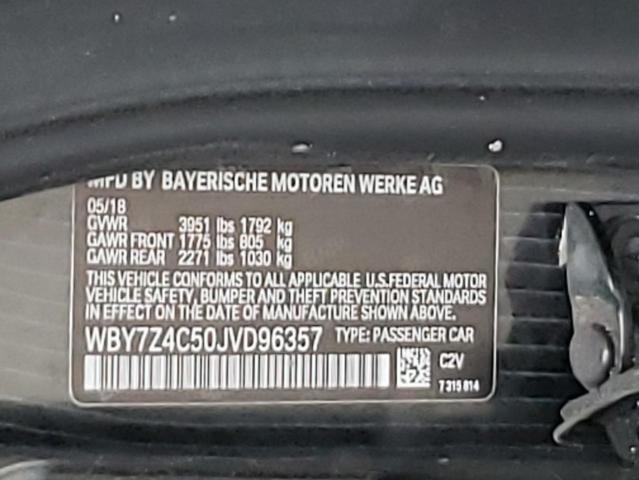 MFD BY BAYERISCHE MOTOREN WERKE AG
05/18
GVWR 3951 lbs 1792 kg
GAWR FRONT 1775 lbs 805 kg
GAWR REAR 2271 lbs 1030 kg
THIS VEHICLE CONFORMS TO ALL APPLICABLE U.S.FEDERAL MOTOR
VEHICLE SAFETY, BUMPER, AND THEFT PREVENTION STANDARDS
IN EFFECT ON THE DATE OF MANUFACTURE SHOWN ABOVE.
WBY7Z4C50JVD96357 TYPE: PASSENGER CAR
C2V
7 315 814